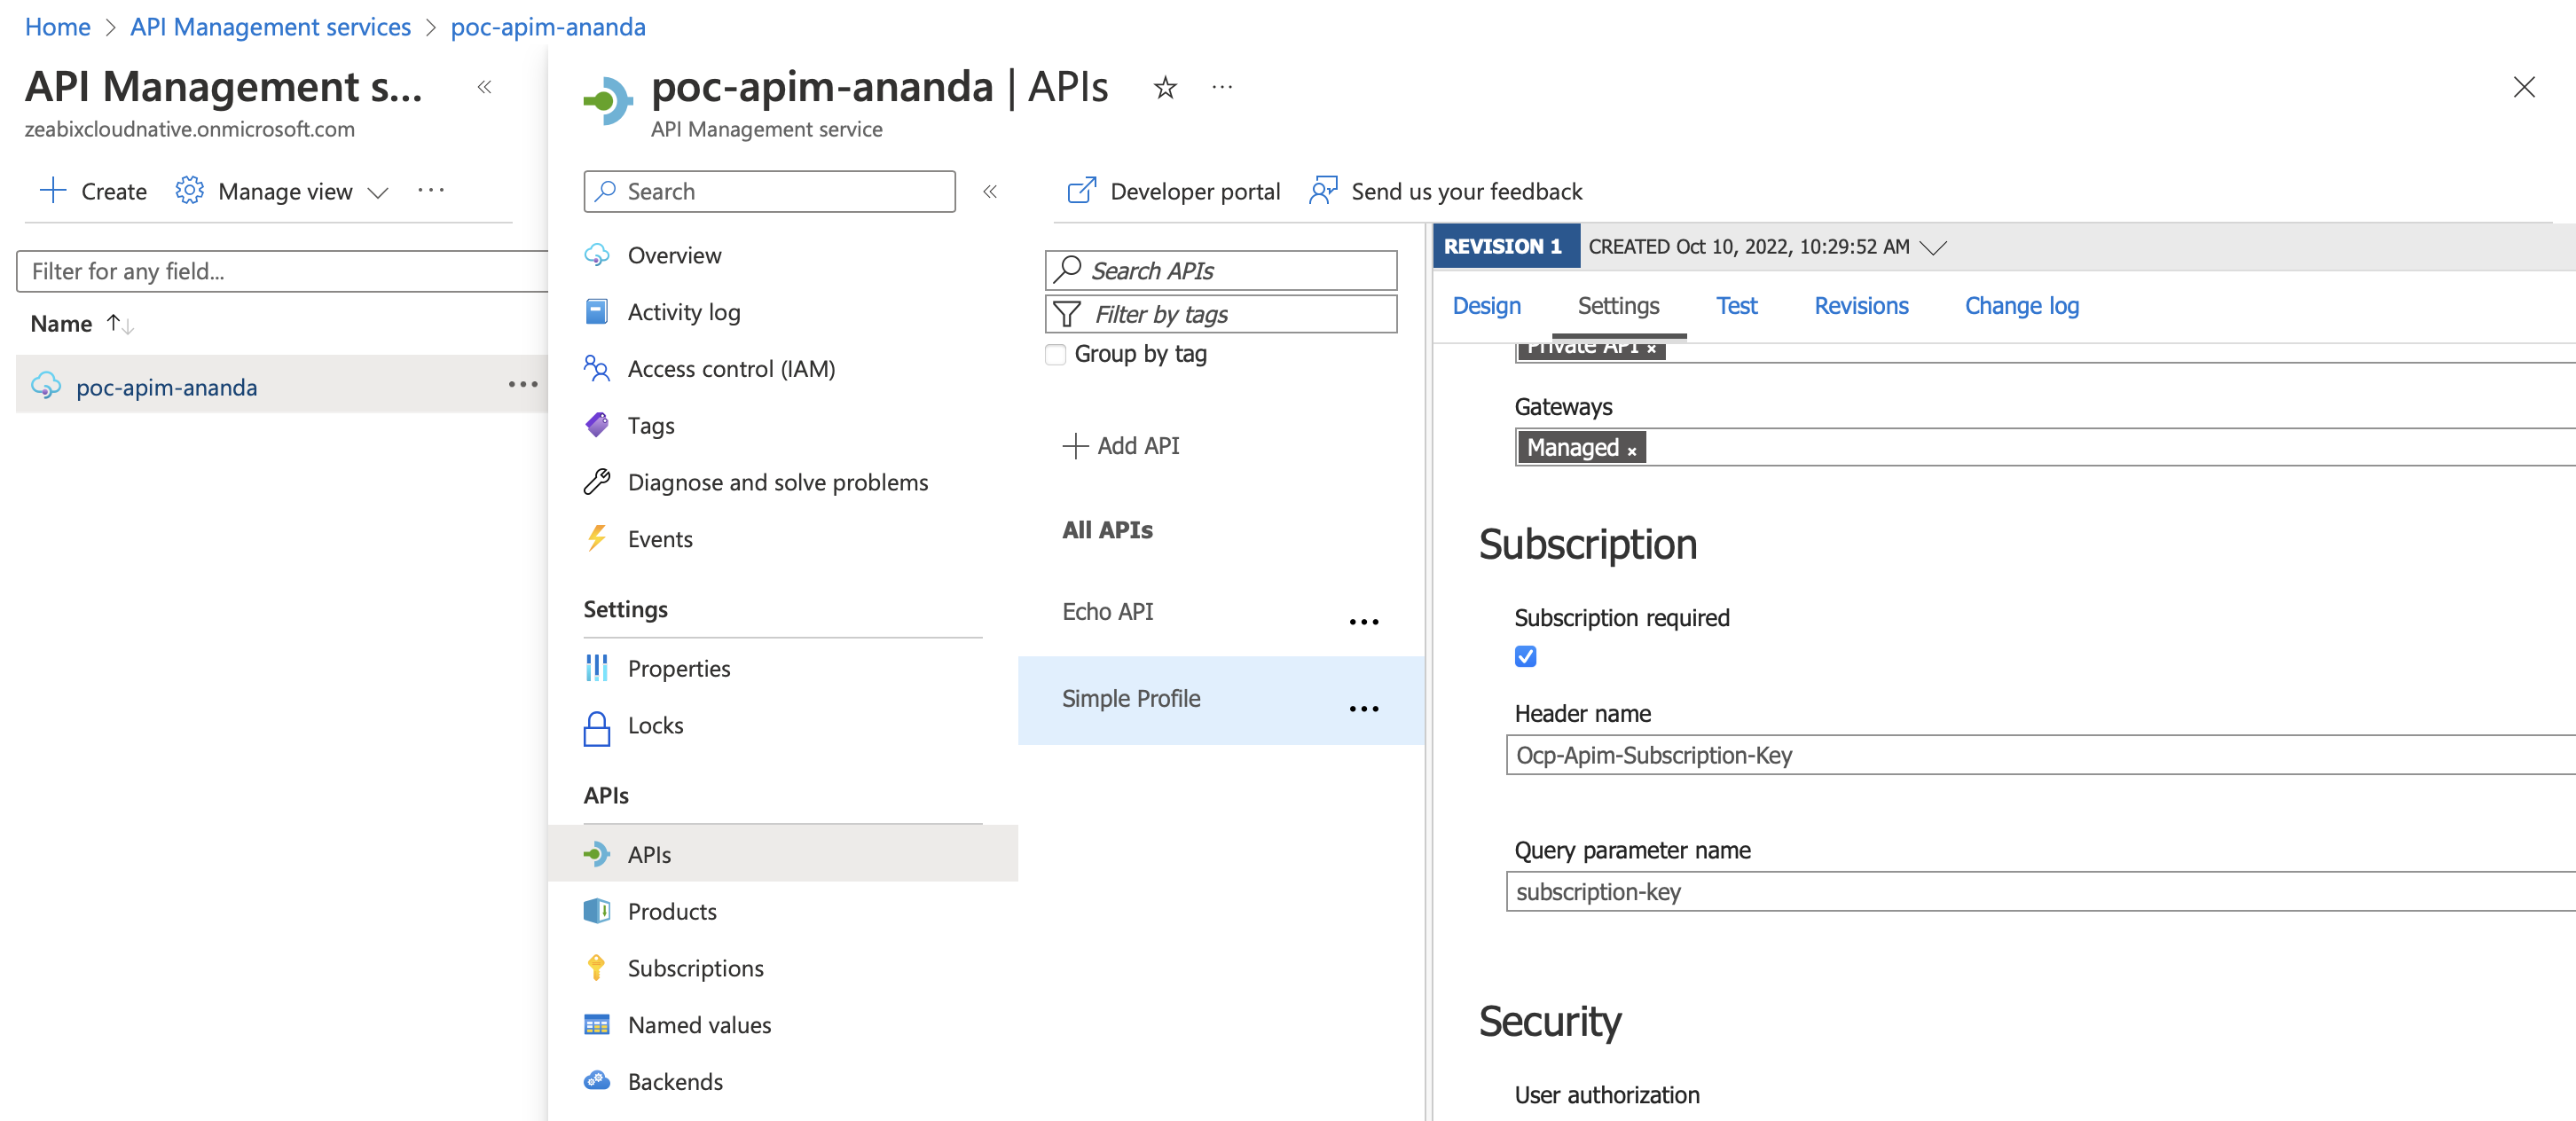 Home > API Management services > poc-apim-ananda
API Management s...
«
zeabixcloudnative.onmicrosoft.com
Create
Manage view
...
Filter for any field...
Name ↑↓
poc-apim-ananda
...
poc-apim-ananda | APIs
...
API Management service
Search
«
Overview
Activity log
Access control (IAM)
Tags
Diagnose and solve problems
Events
Settings
Properties
Locks
APIs
APIs
Products
Subscriptions
Named values
Backends
Developer portal
Send us your feedback
Search APIs
Filter by tags
Group by tag
Add API
All APIs
Echo API
...
Simple Profile
...
REVISION 1 CREATED Oct 10, 2022, 10:29:52 AM
Design Settings Test Revisions Change log
Private API ×
Gateways
Managed ×
Subscription
Subscription required
Header name
Ocp-Apim-Subscription-Key
Query parameter name
subscription-key
Security
User authorization